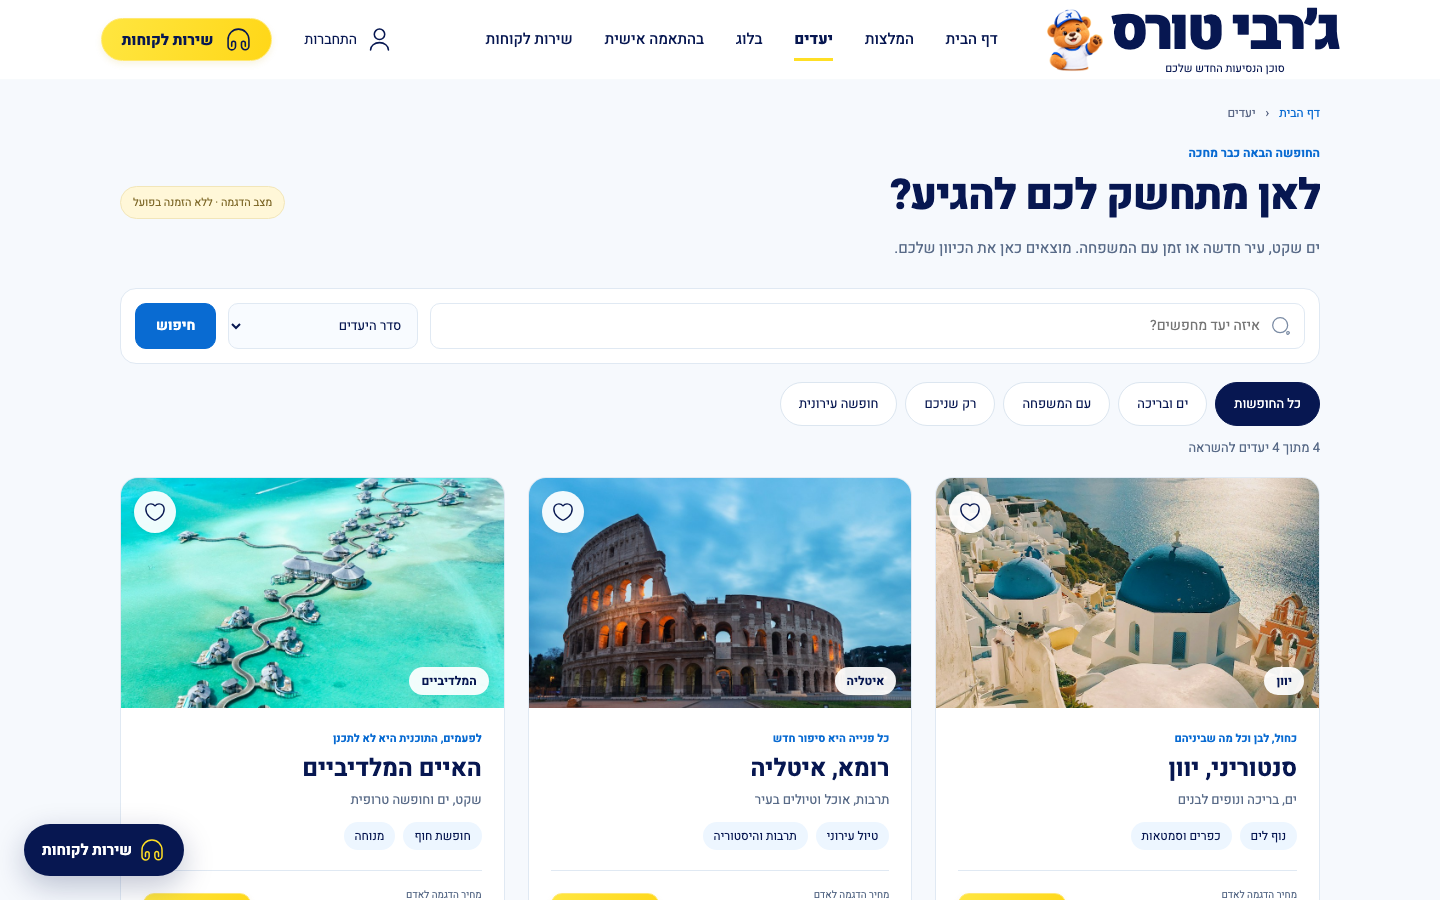 ג'רבי טורס
סוכן הנסיעות החדש שלכם
דף הבית
המלצות
יעדים
בלוג
בהתאמה אישית
שירות לקוחות
התחברות
שירות לקוחות
דף הבית › יעדים
החופשה הבאה כבר מחכה
לאן מתחשק לכם להגיע?
מצב הדגמה · ללא הזמנה בפועל
ים שקט, עיר חדשה או זמן עם המשפחה. מוצאים כאן את הכיוון שלכם.
איזה יעד מחפשים?
סדר היעדים
חיפוש
כל החופשות
ים ובריכה
עם המשפחה
רק שניכם
חופשה עירונית
4 מתוך 4 יעדים להשראה
יוון
כחול, לבן וכל מה שביניהם
סנטוריני, יוון
ים, בריכה ונופים לבנים
נוף לים
כפרים וסמטאות
מחיר הדגמה לאדם
איטליה
כל פנייה היא סיפור חדש
רומא, איטליה
תרבות, אוכל וטיולים בעיר
טיול עירוני
תרבות והיסטוריה
מחיר הדגמה לאדם
המלדיביים
לפעמים, התוכנית היא לא לתכנן
האיים המלדיביים
שקט, ים וחופשה טרופית
חופשת חוף
מנוחה
מחיר הדגמה לאדם
שירות לקוחות